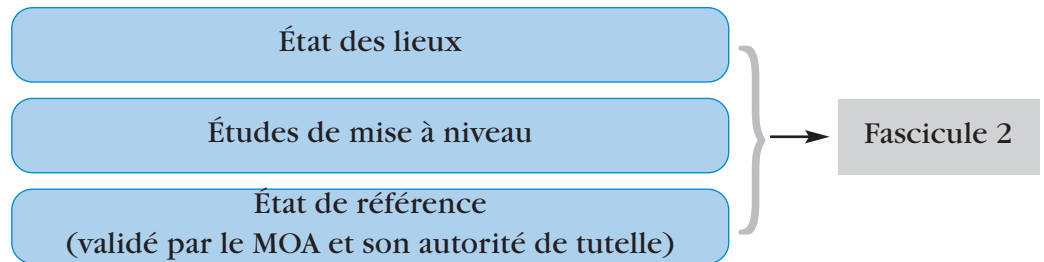 État des lieux
Études de mise à niveau
Fascicule 2
État de référence
(validé par le MOA et son autorité de tutelle)